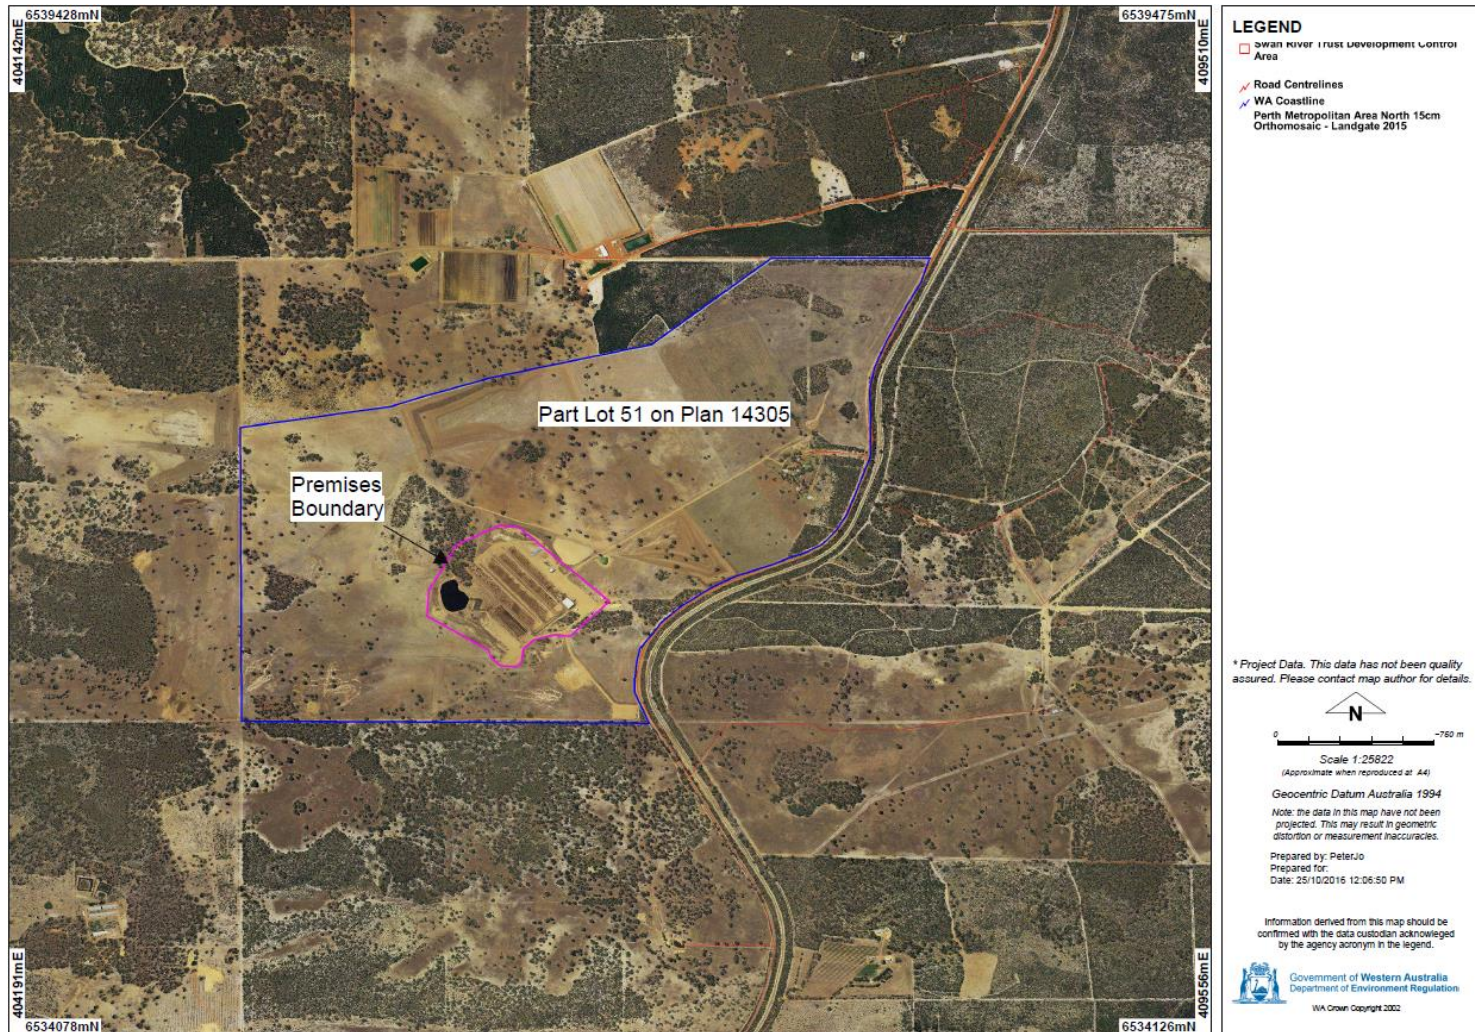 6539428mN
404142mE
6539475mN
409510mE
Part Lot 51 on Plan 14305
Premises
Boundary
404191mE
6534078mN
409556mE
6534126mN
LEGEND
Swan River Trust Development Control
Area
Road Centrelines
WA Coastline
Perth Metropolitan Area North 15cm
Orthomosaic - Landgate 2015
* Project Data. This data has not been quality
assured. Please contact map author for details.
N
0 ~750 m
Scale 1:25822
(Approximate when reproduced at A4)
Geocentric Datum Australia 1994
Note: the data in this map have not been
projected. This may result in geometric
distortion or measurement inaccuracies.
Prepared by: PeterJo
Prepared for:
Date: 25/10/2016 12:06:50 PM
Information derived from this map should be
confirmed with the data custodian acknowleged
by the agency acronym in the legend.
Government of Western Australia
Department of Environment Regulation
WA Crown Copyright 2002